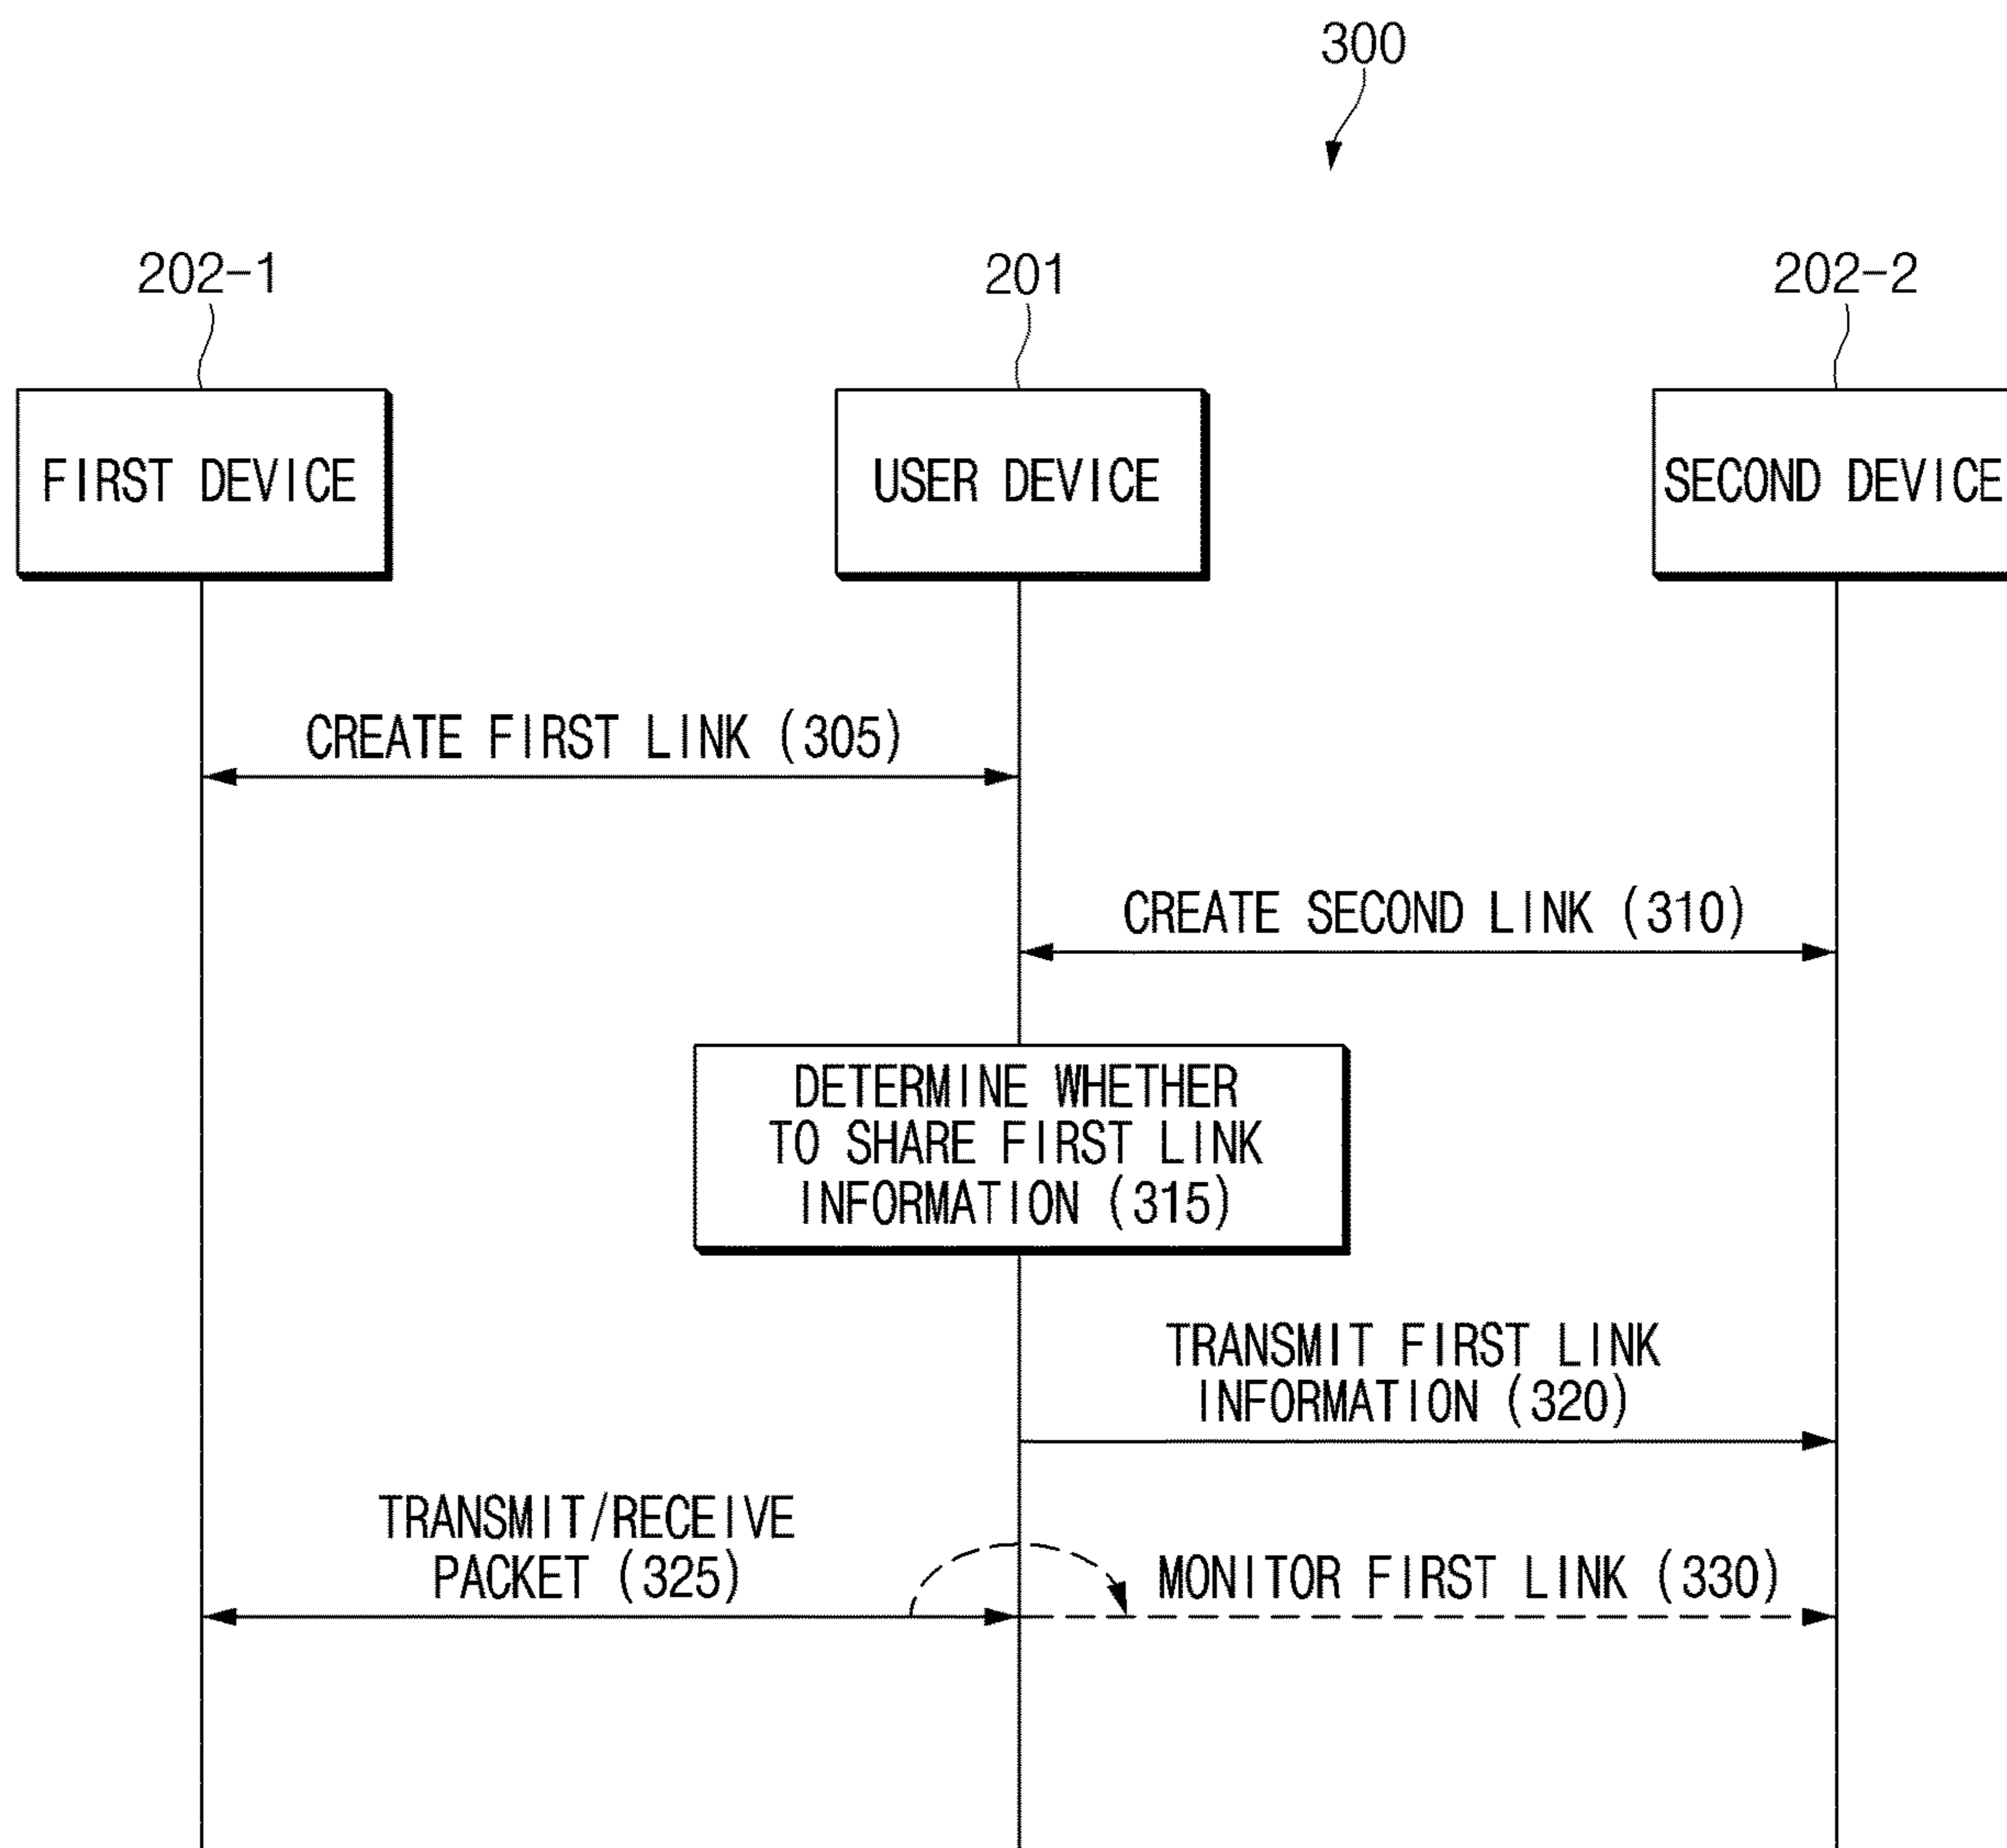 300
202-1
201
202-2
FIRST DEVICE
USER DEVICE
SECOND DEVICE
CREATE FIRST LINK (305)
CREATE SECOND LINK (310)
DETERMINE WHETHER
TO SHARE FIRST LINK
INFORMATION (315)
TRANSMIT FIRST LINK
INFORMATION (320)
TRANSMIT/RECEIVE
PACKET (325)
MONITOR FIRST LINK (330)